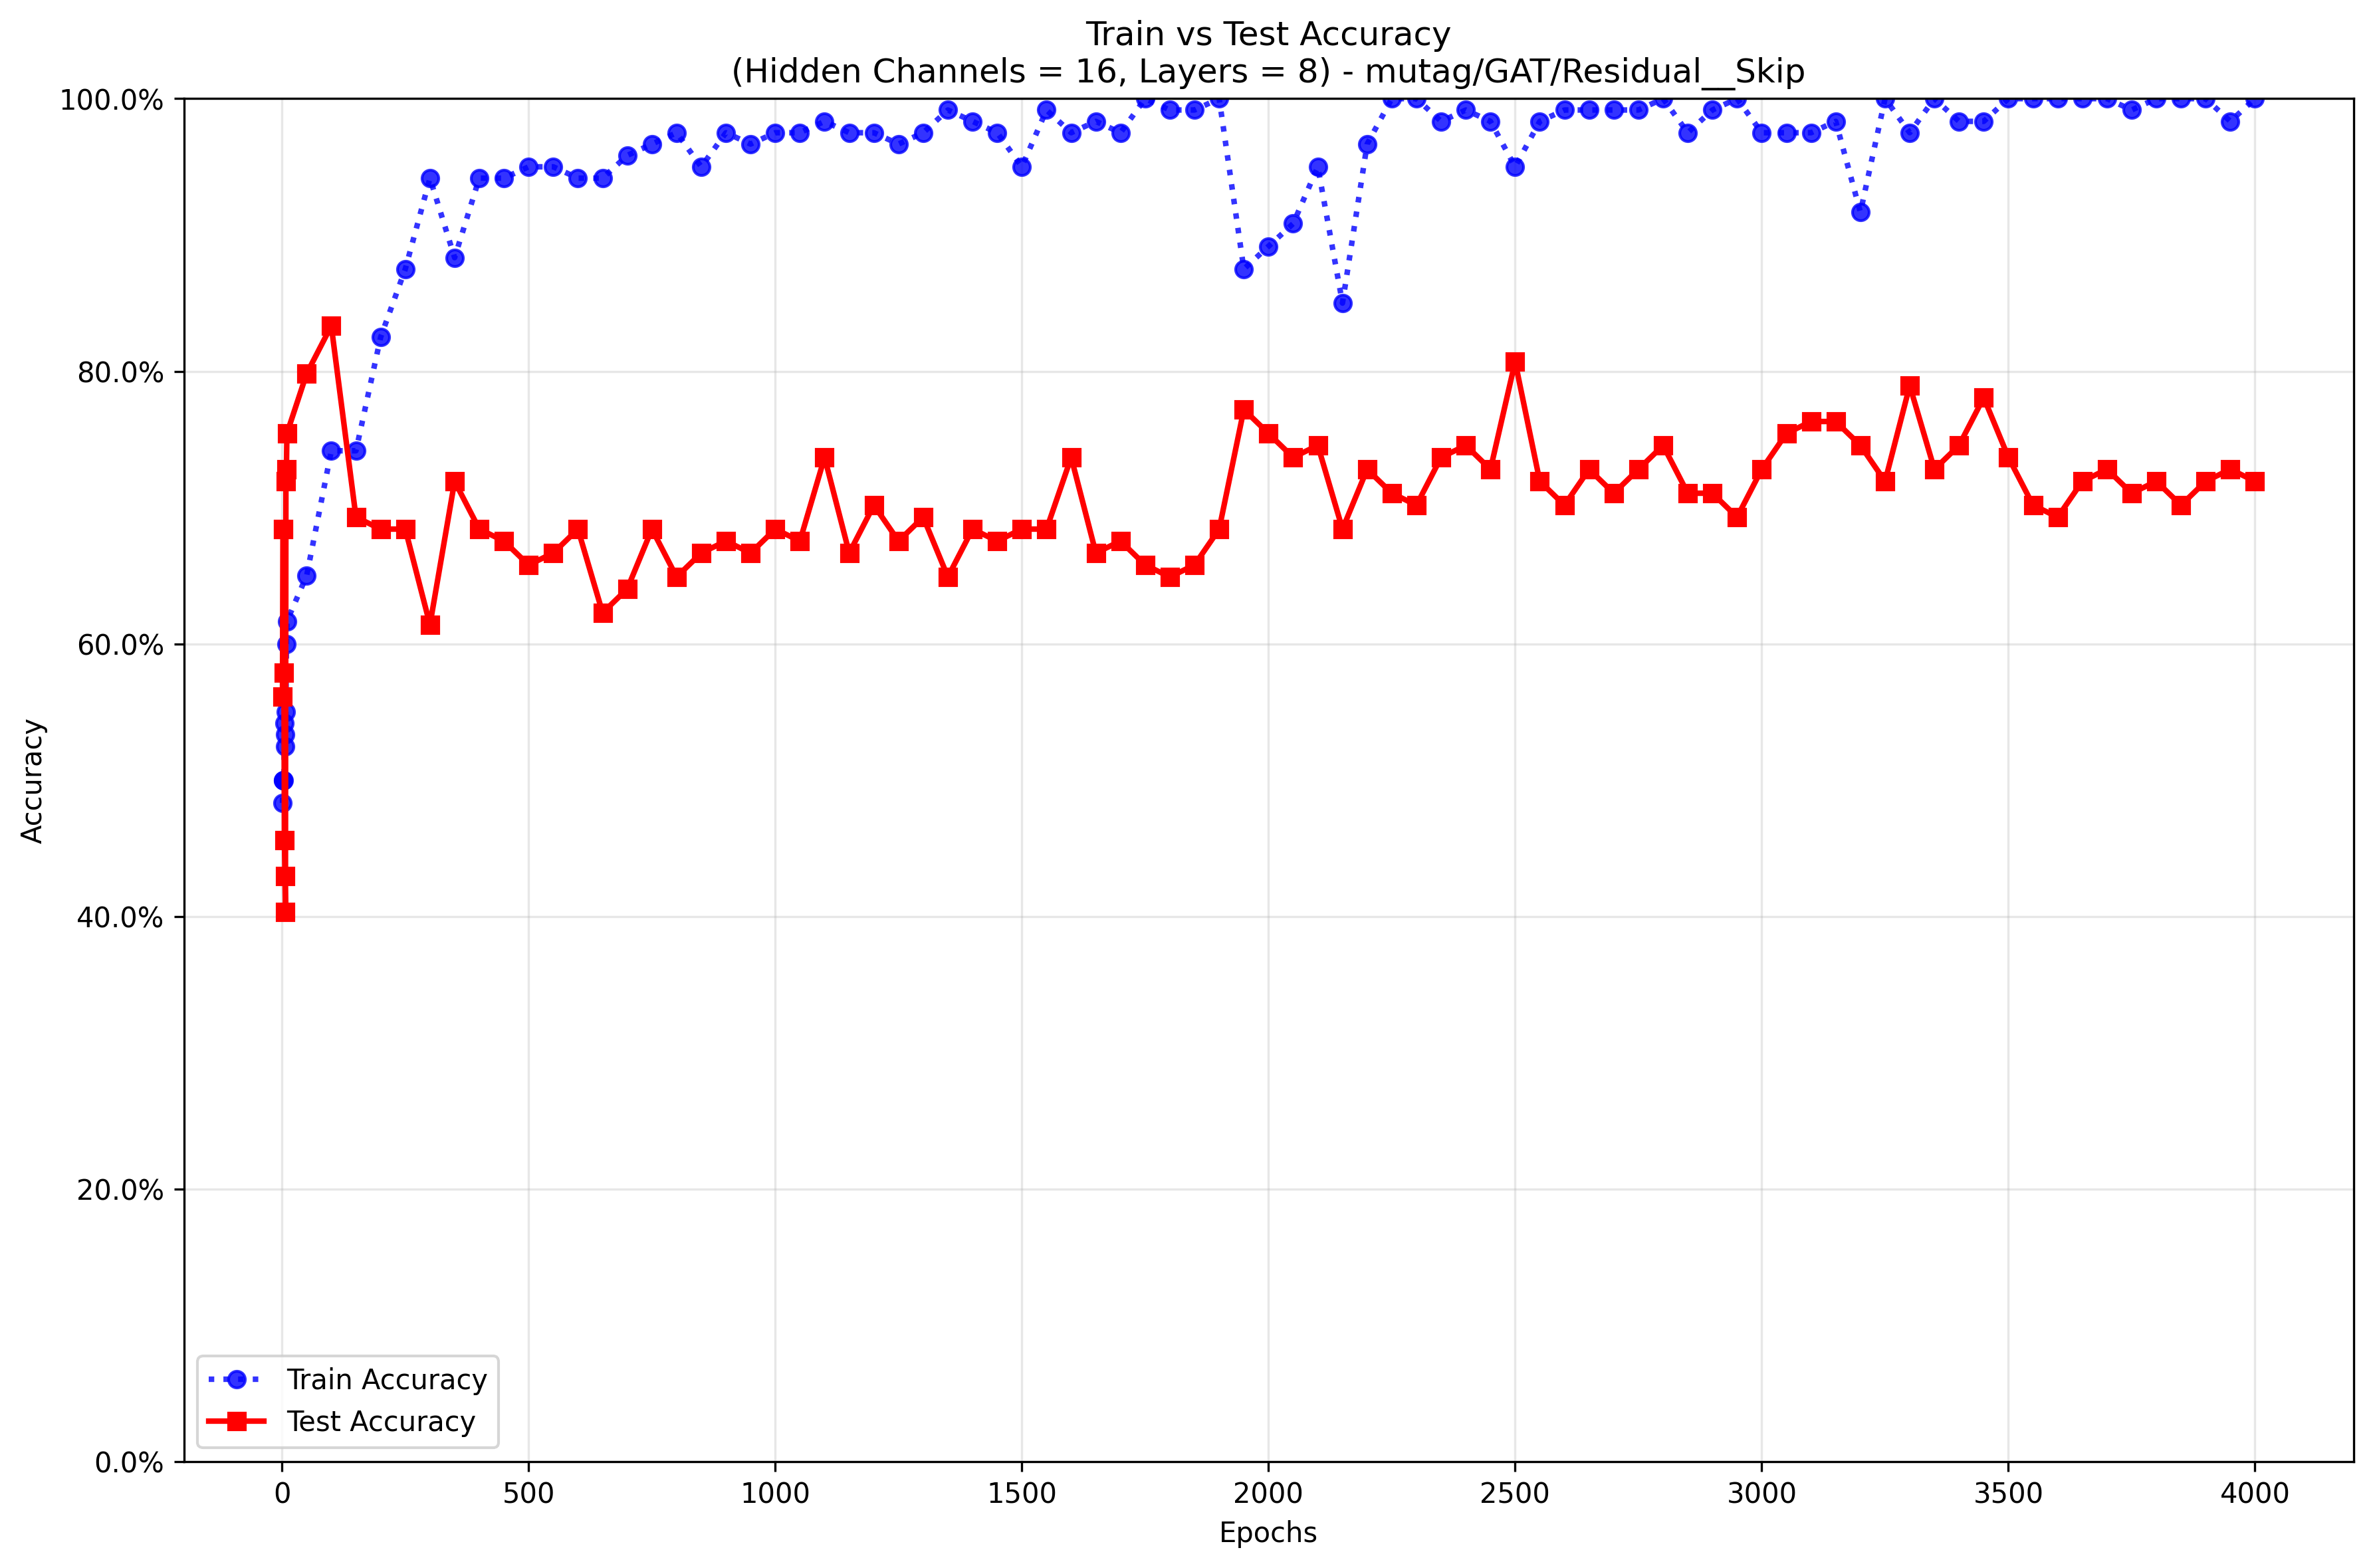 Train vs Test Accuracy
(Hidden Channels = 16, Layers = 8) - mutag/GAT/Residual__Skip
100.0%
80.0%
60.0%
40.0%
20.0%
0.0%
Accuracy
Train Accuracy
Test Accuracy
0 500 1000 1500 2000 2500 3000 3500 4000
Epochs